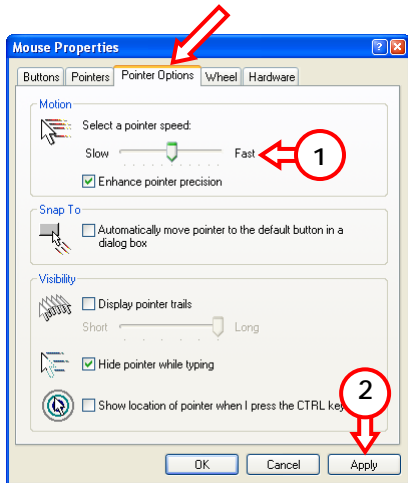 Mouse Properties
Buttons Pointers Pointer Options Wheel Hardware
Motion
Select a pointer speed:
Slow Fast 1
Enhance pointer precision
Snap To
Automatically move pointer to the default button in a
dialog box
Visibility
Display pointer trails
Short Long
Hide pointer while typing
2
Show location of pointer when I press the CTRL key
OK Cancel Apply